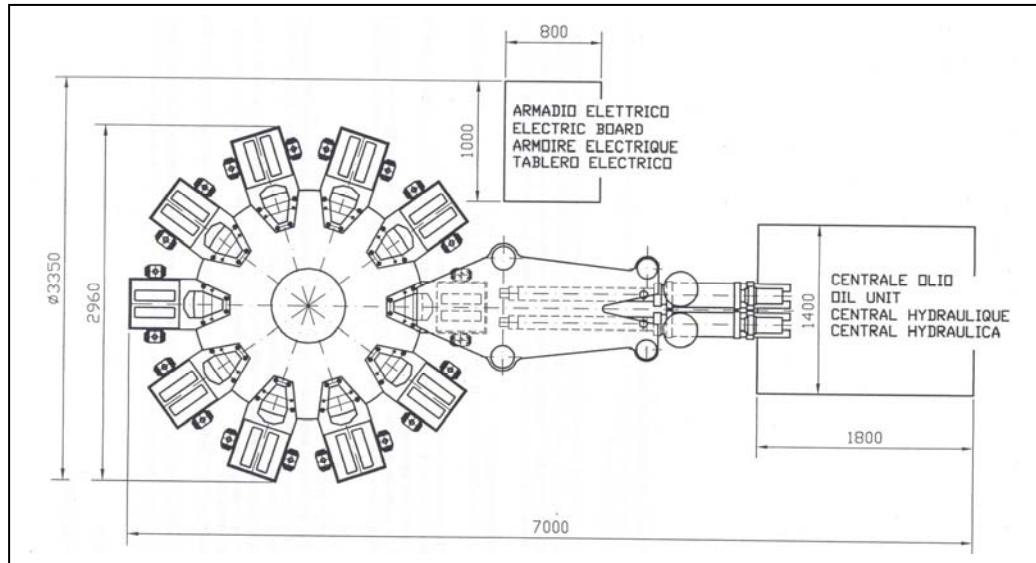 800
ARMADIO ELETTRICO
ELECTRIC BOARD
ARMOIRE ELECTRIQUE
TABLERO ELECTRICO
1000
ø3350
2960
CENTRALE OLIO
OIL UNIT
CENTRAL HYDRAULIQUE
CENTRAL HYDRAULICA
1400
1800
7000